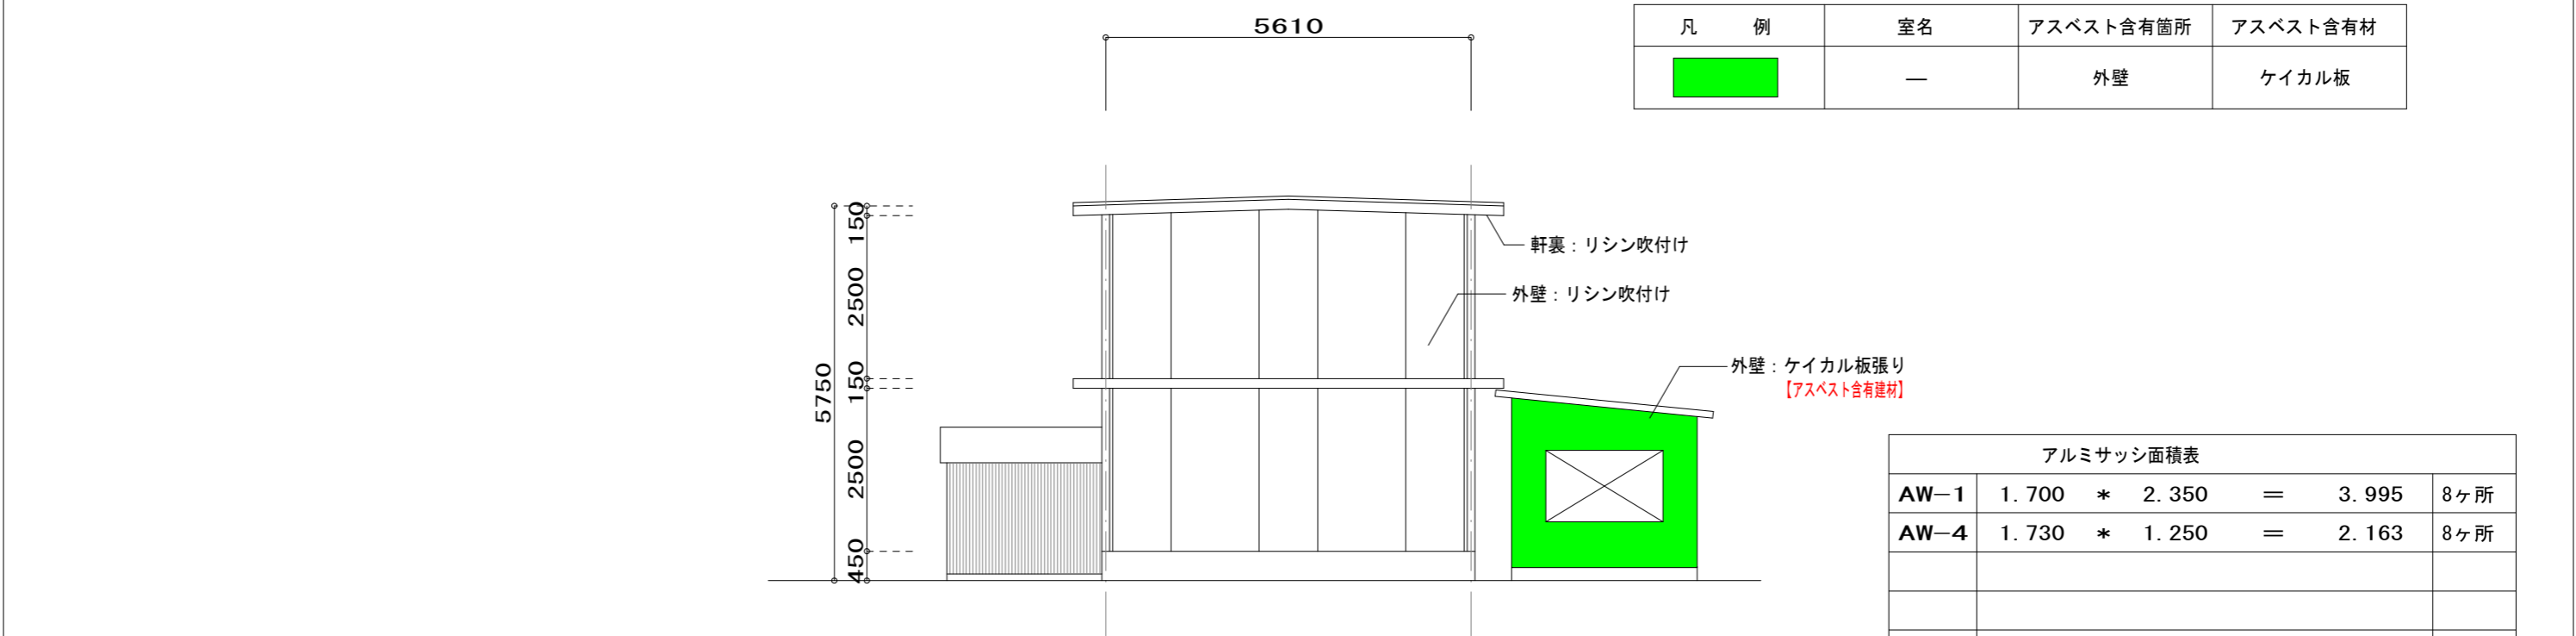 5610
凡 例 室名 アスベスト含有箇所 アスベスト含有材
— 外壁 ケイカル板
150
2500
150
2500
450
5750
軒裏：リシン吹付け
外壁：リシン吹付け
外壁：ケイカル板張り
【アスベスト含有建材】
アルミサッシ面積表
AW−1 1.700 * 2.350 ＝ 3.995 8ヶ所
AW−4 1.730 * 1.250 ＝ 2.163 8ヶ所